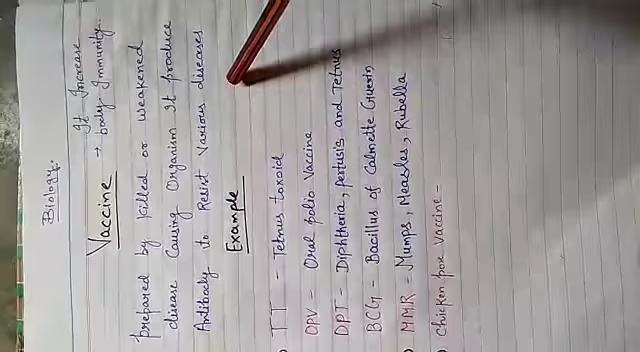 Biology.
It Increase
Vaccine → body Immunity.
prepared by killed or weakened
disease Causing Organism It produce
Antibody to Resist Various diseases
Example
TT - Tetnus toxoid
OPV - Oral polio Vaccine
DPT - Diphtheria, pertusis and Tetnus
BCG - Bacillus of Calmette Guerin
MMR - Mumps, Measles, Rubella
Chicken pox Vaccine -